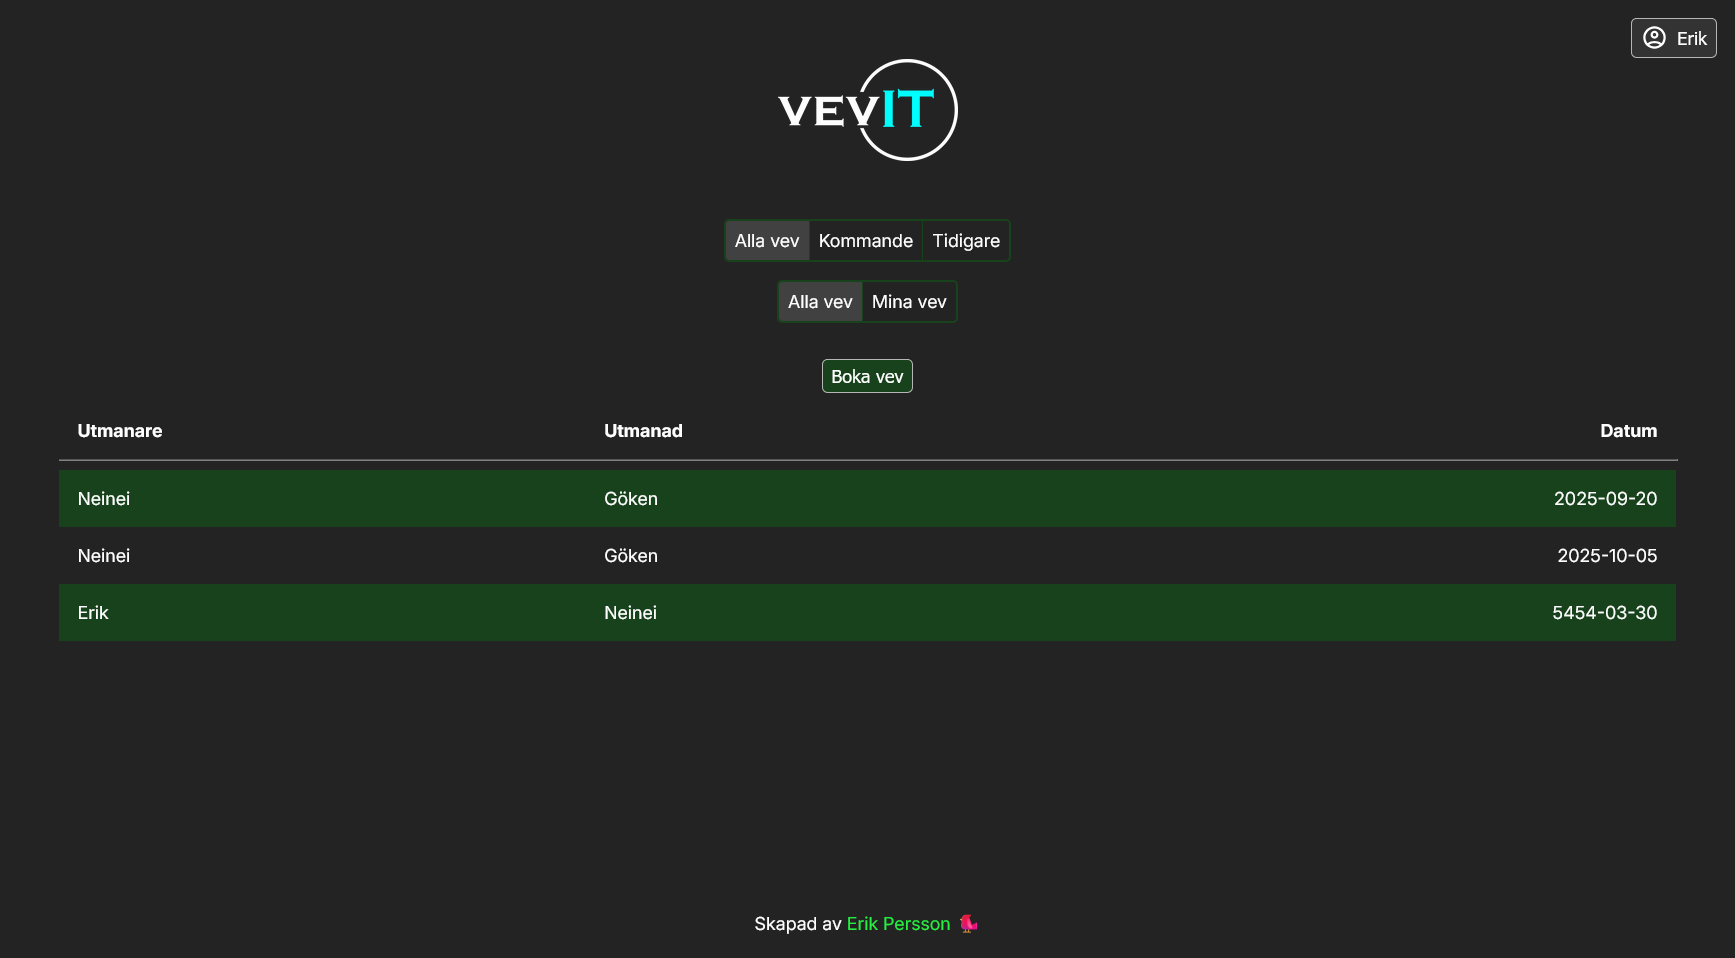 Erik
VEVIT
Alla vev Kommande Tidigare
Alla vev Mina vev
Boka vev
Utmanare Utmanad Datum
Neinei Göken 2025-09-20
Neinei Göken 2025-10-05
Erik Neinei 5454-03-30
Skapad av Erik Persson